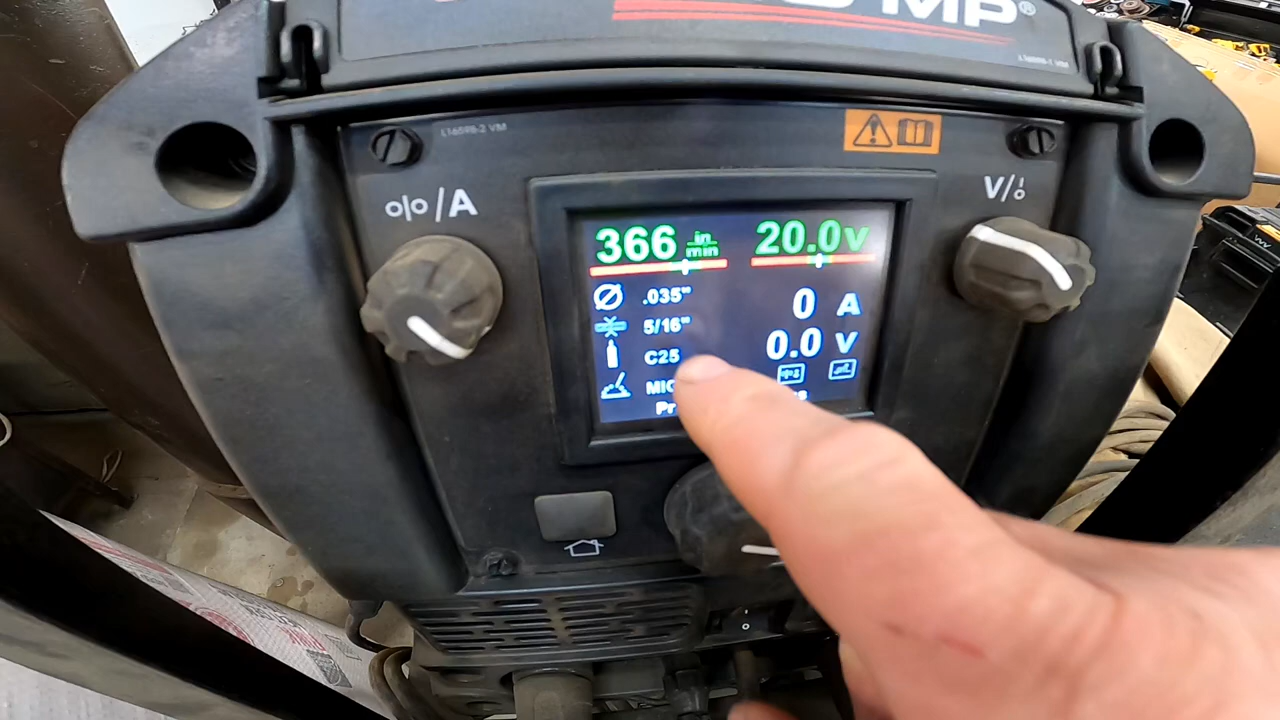 MP®
L16598-2 VM
/A
V/
366 in/min
20.0V
.035"
0 A
5/16"
0.0 V
C25